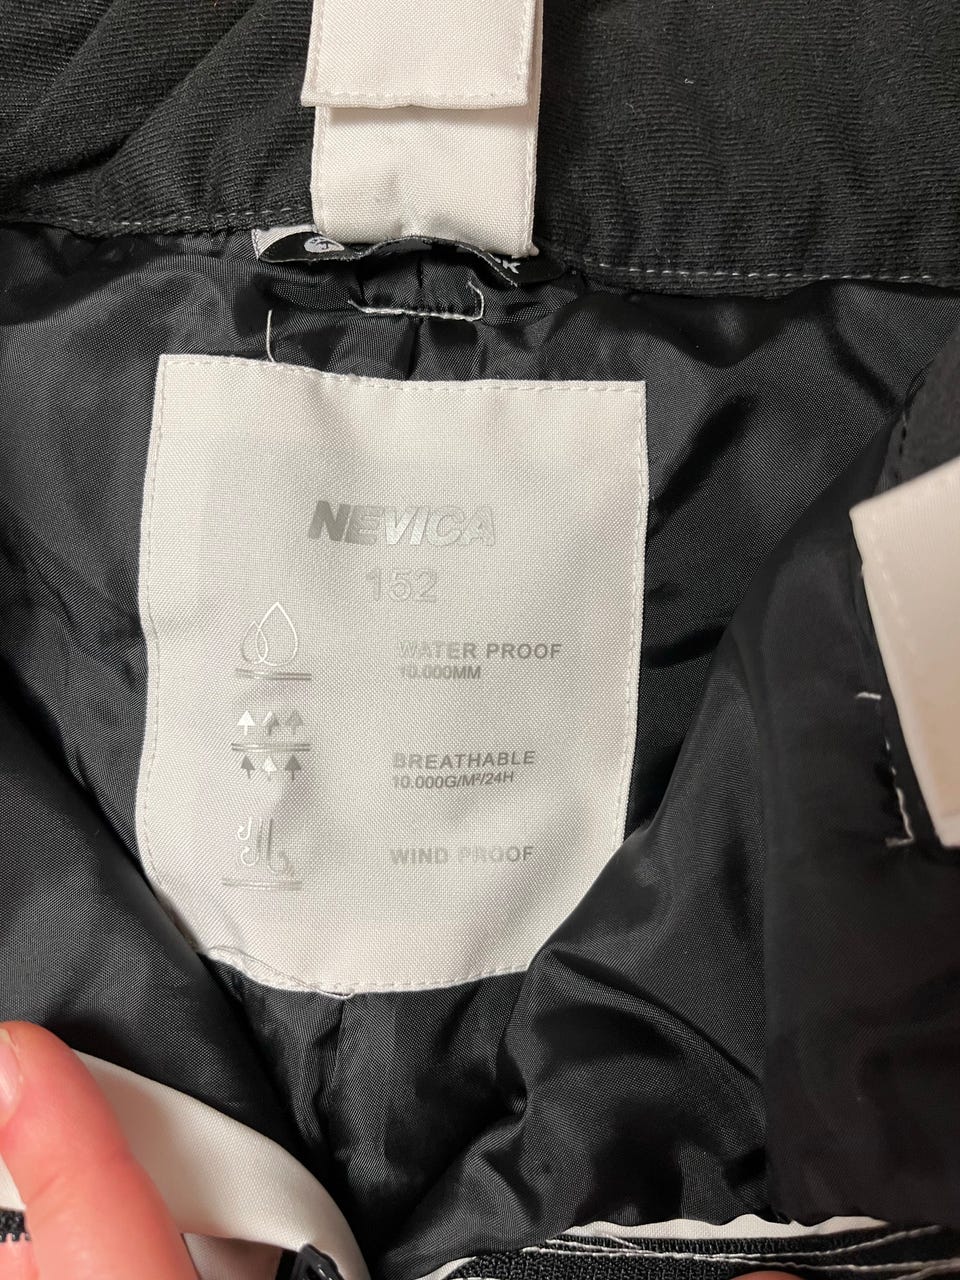 NEVICA
152
WATER PROOF
10.000MM
BREATHABLE
10.000G/M²/24H
WIND PROOF